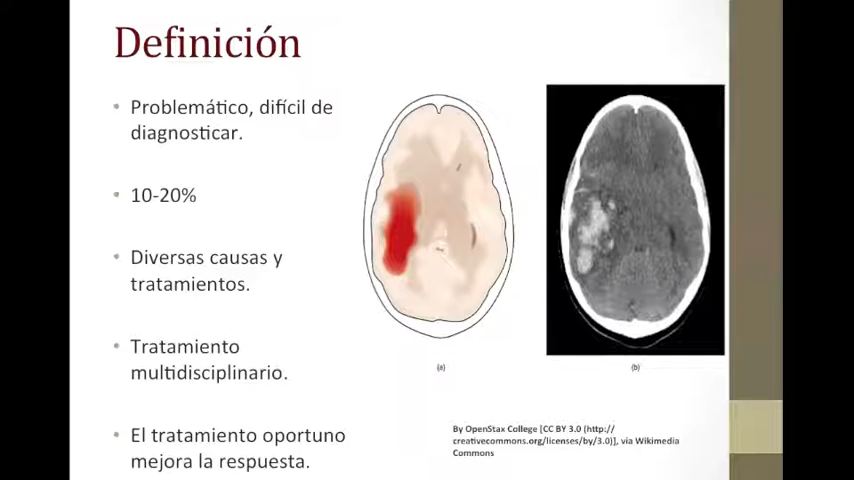 Definición
• Problemático, difícil de
diagnosticar.
• 10-20%
• Diversas causas y
tratamientos.
• Tratamiento
multidisciplinario.
• El tratamiento oportuno
mejora la respuesta.
(a)
(b)
By OpenStax College [CC BY 3.0 (http://
creativecommons.org/licenses/by/3.0)], via Wikimedia
Commons